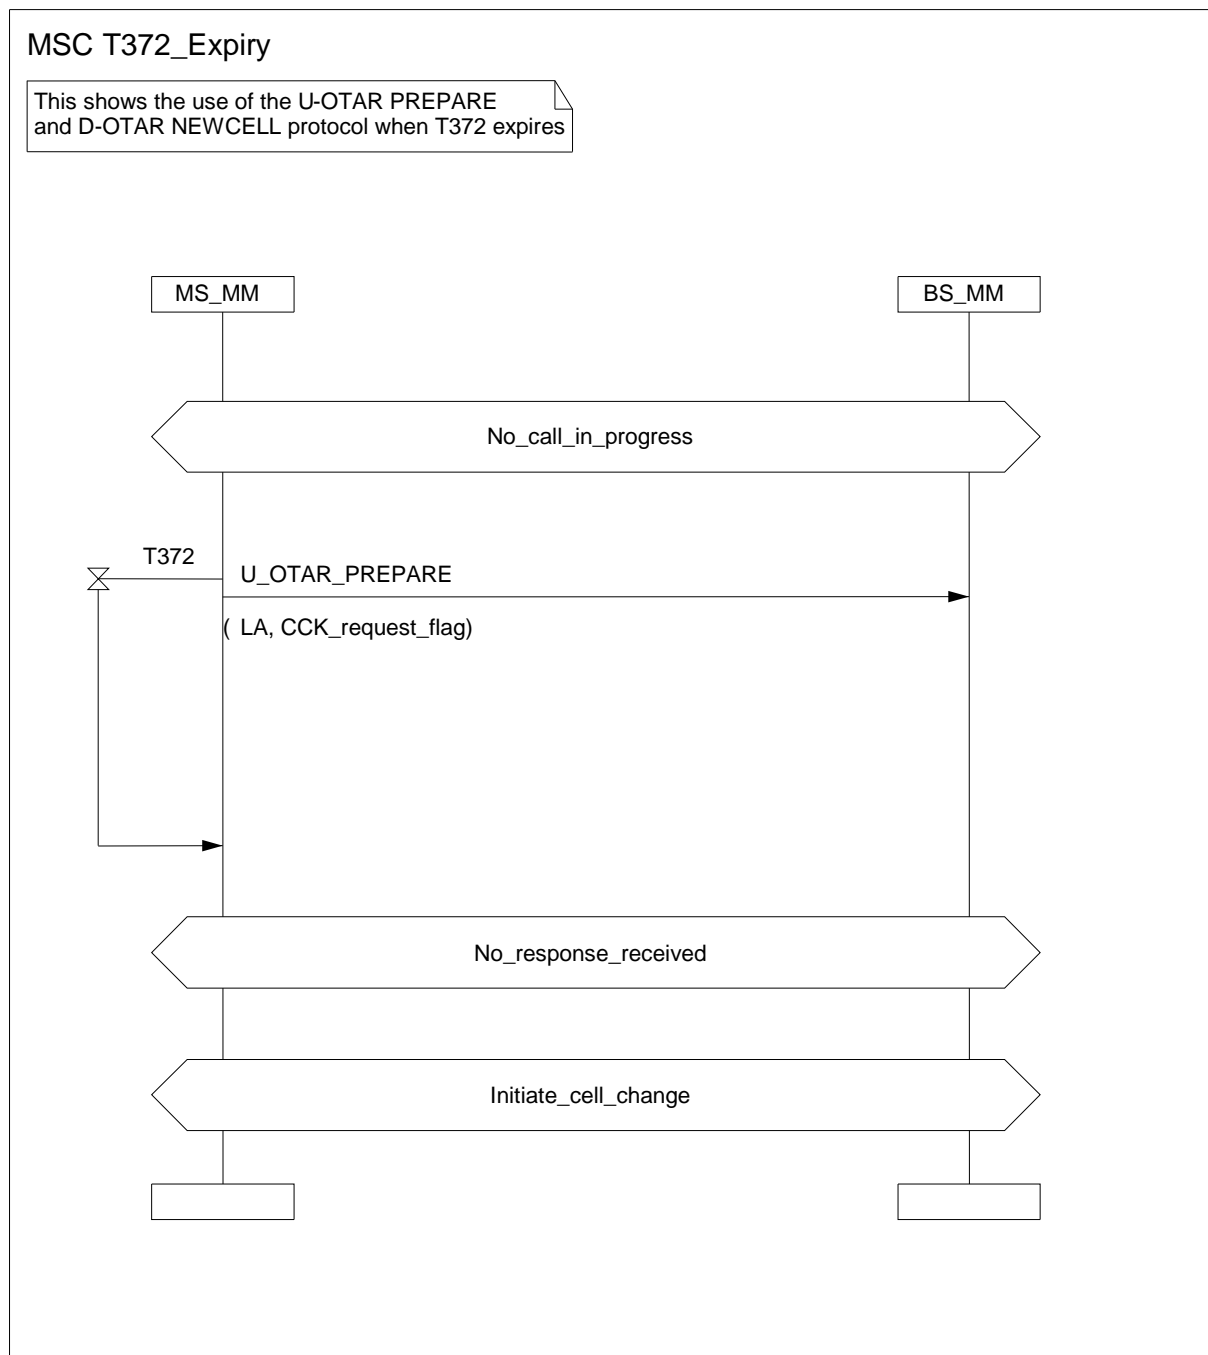 MSC T372_Expiry
This shows the use of the U-OTAR PREPARE
and D-OTAR NEWCELL protocol when T372 expires
MS_MM
BS_MM
No_call_in_progress
T372
U_OTAR_PREPARE
( LA, CCK_request_flag)
No_response_received
Initiate_cell_change